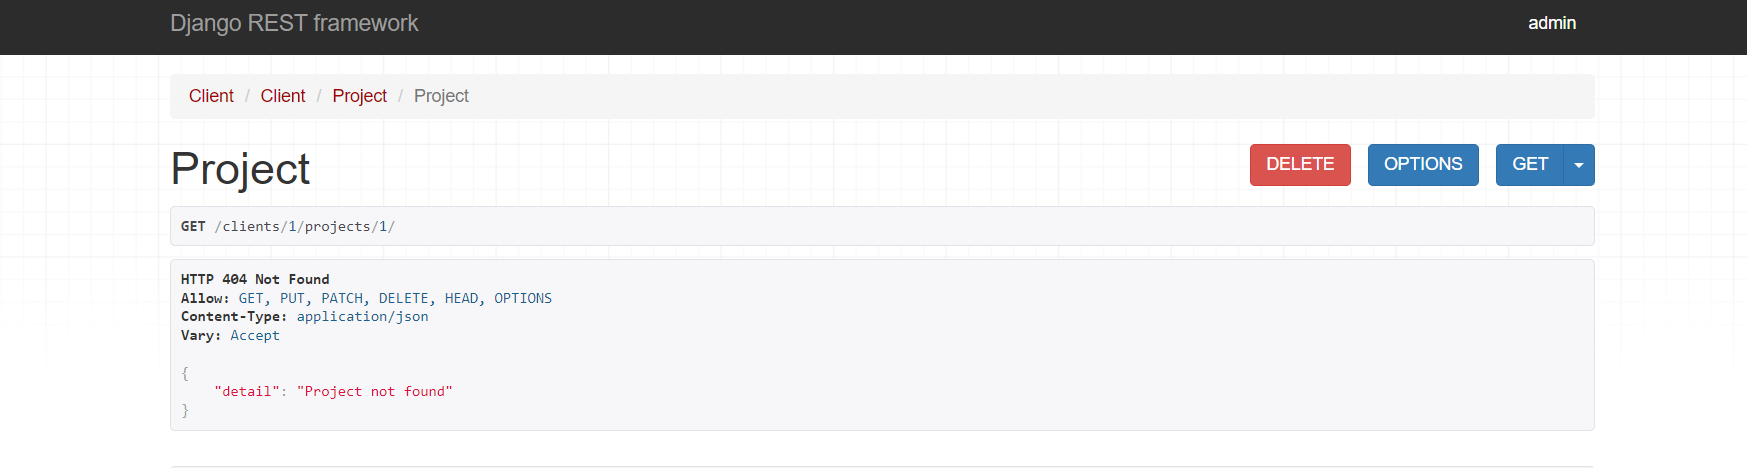 Django REST framework
admin
Client / Client / Project / Project
Project
DELETE
OPTIONS
GET
GET /clients/1/projects/1/
HTTP 404 Not Found
Allow: GET, PUT, PATCH, DELETE, HEAD, OPTIONS
Content-Type: application/json
Vary: Accept
{
"detail": "Project not found"
}